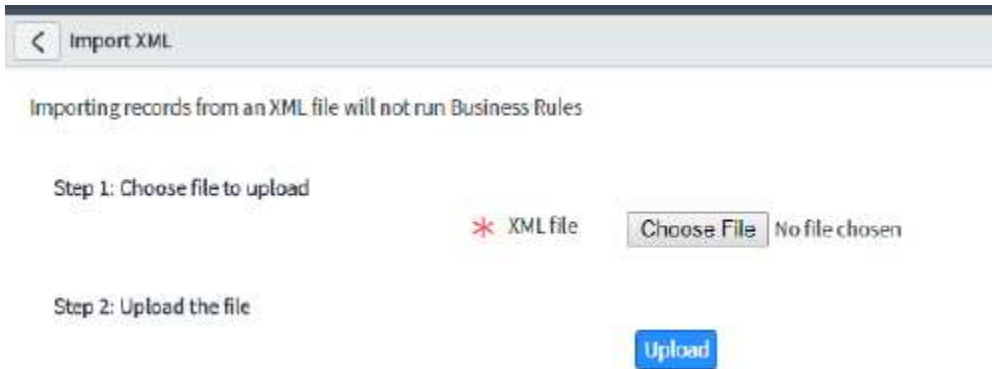 Import XML
Importing records from an XML file will not run Business Rules
Step 1: Choose file to upload
* XML file Choose File No file chosen
Step 2: Upload the file
Upload